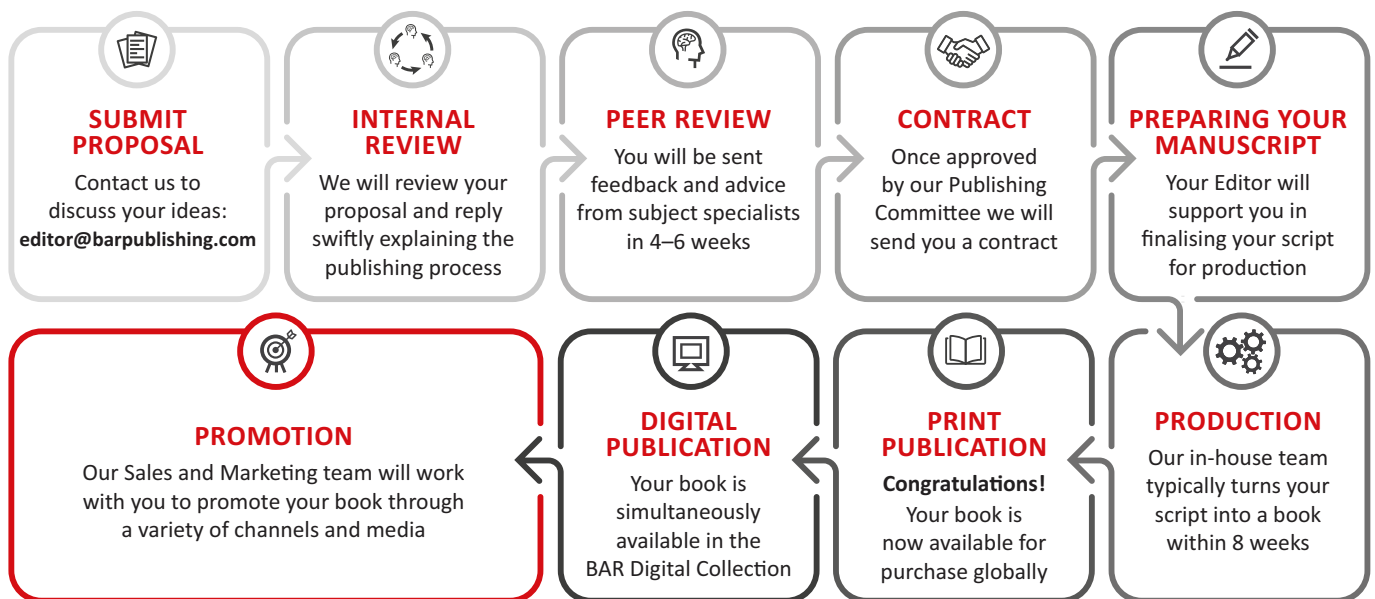 SUBMIT
PROPOSAL
Contact us to
discuss your ideas:
editor@barpublishing.com
INTERNAL
REVIEW
We will review your
proposal and reply
swiftly explaining the
publishing process
PEER REVIEW
You will be sent
feedback and advice
from subject specialists
in 4–6 weeks
CONTRACT
Once approved
by our Publishing
Committee we will
send you a contract
PREPARING YOUR
MANUSCRIPT
Your Editor will
support you in
finalising your script
for production
PRODUCTION
Our in-house team
typically turns your
script into a book
within 8 weeks
PRINT
PUBLICATION
Congratulations!
Your book is
now available for
purchase globally
DIGITAL
PUBLICATION
Your book is
simultaneously
available in the
BAR Digital Collection
PROMOTION
Our Sales and Marketing team will work
with you to promote your book through
a variety of channels and media